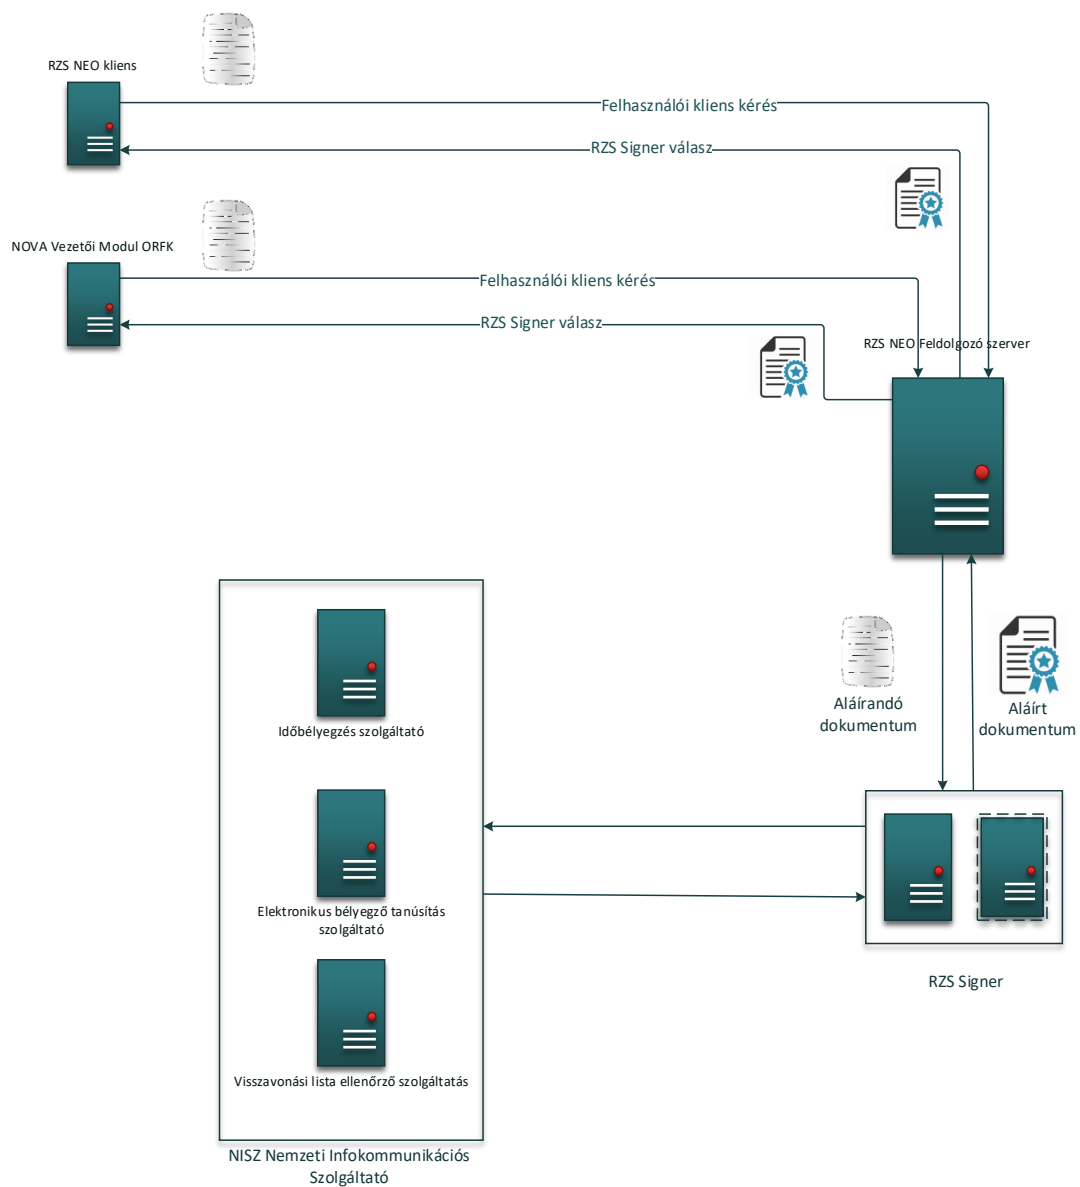 RZS NEO kliens
Felhasználói kliens kérés
RZS Signer válasz
NOVA Vezetői Modul ORFK
Felhasználói kliens kérés
RZS Signer válasz
RZS NEO Feldolgozó szerver
Aláírandó
dokumentum
Aláírt
dokumentum
Időbélyegzés szolgáltató
Elektronikus bélyegző tanúsítás
szolgáltató
RZS Signer
Visszavonási lista ellenőrző szolgáltatás
NISZ Nemzeti Infokommunikációs
Szolgáltató